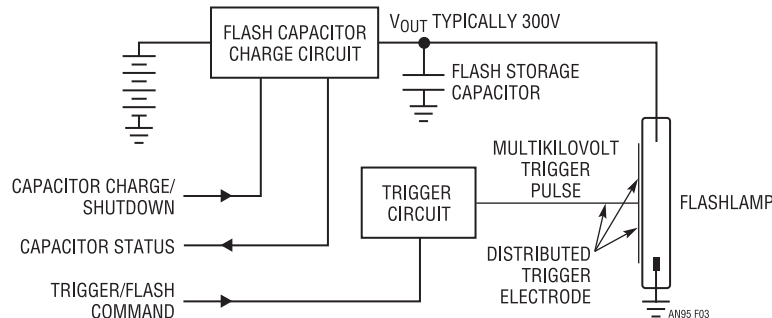 FLASH CAPACITOR
CHARGE CIRCUIT
VOUT TYPICALLY 300V
FLASH STORAGE
CAPACITOR
MULTIKILOVOLT
TRIGGER
PULSE
CAPACITOR CHARGE/
SHUTDOWN
TRIGGER
CIRCUIT
FLASHLAMP
CAPACITOR STATUS
DISTRIBUTED
TRIGGER
ELECTRODE
TRIGGER/FLASH
COMMAND
AN95 F03